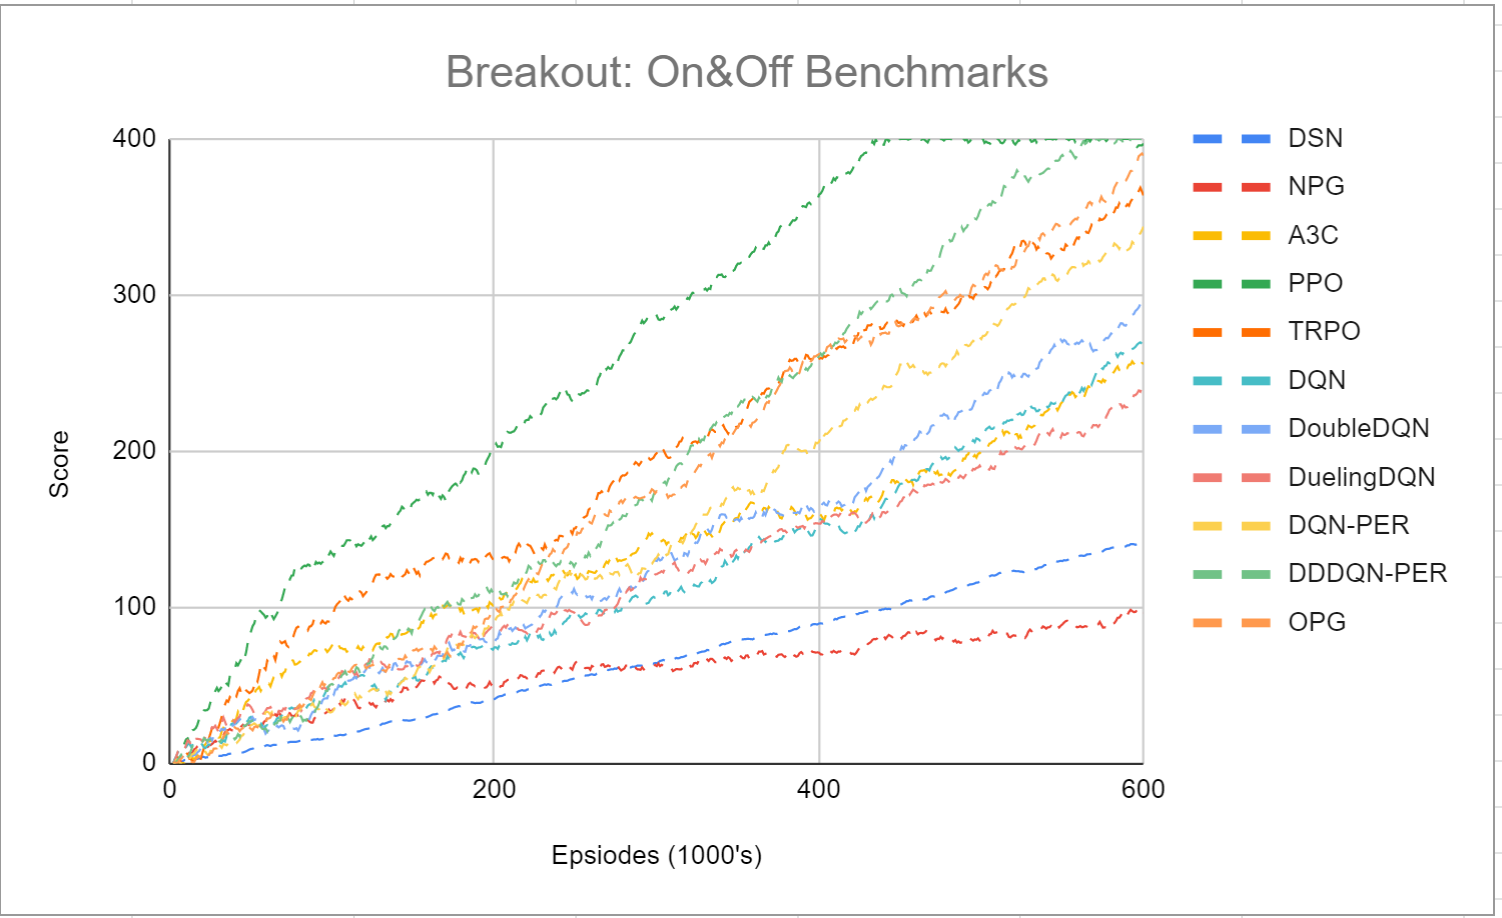 Breakout: On&Off Benchmarks
400
300
200
100
0
Score
0 200 400 600
Epsiodes (1000's)
DSN
NPG
A3C
PPO
TRPO
DQN
DoubleDQN
DuelingDQN
DQN-PER
DDDQN-PER
OPG